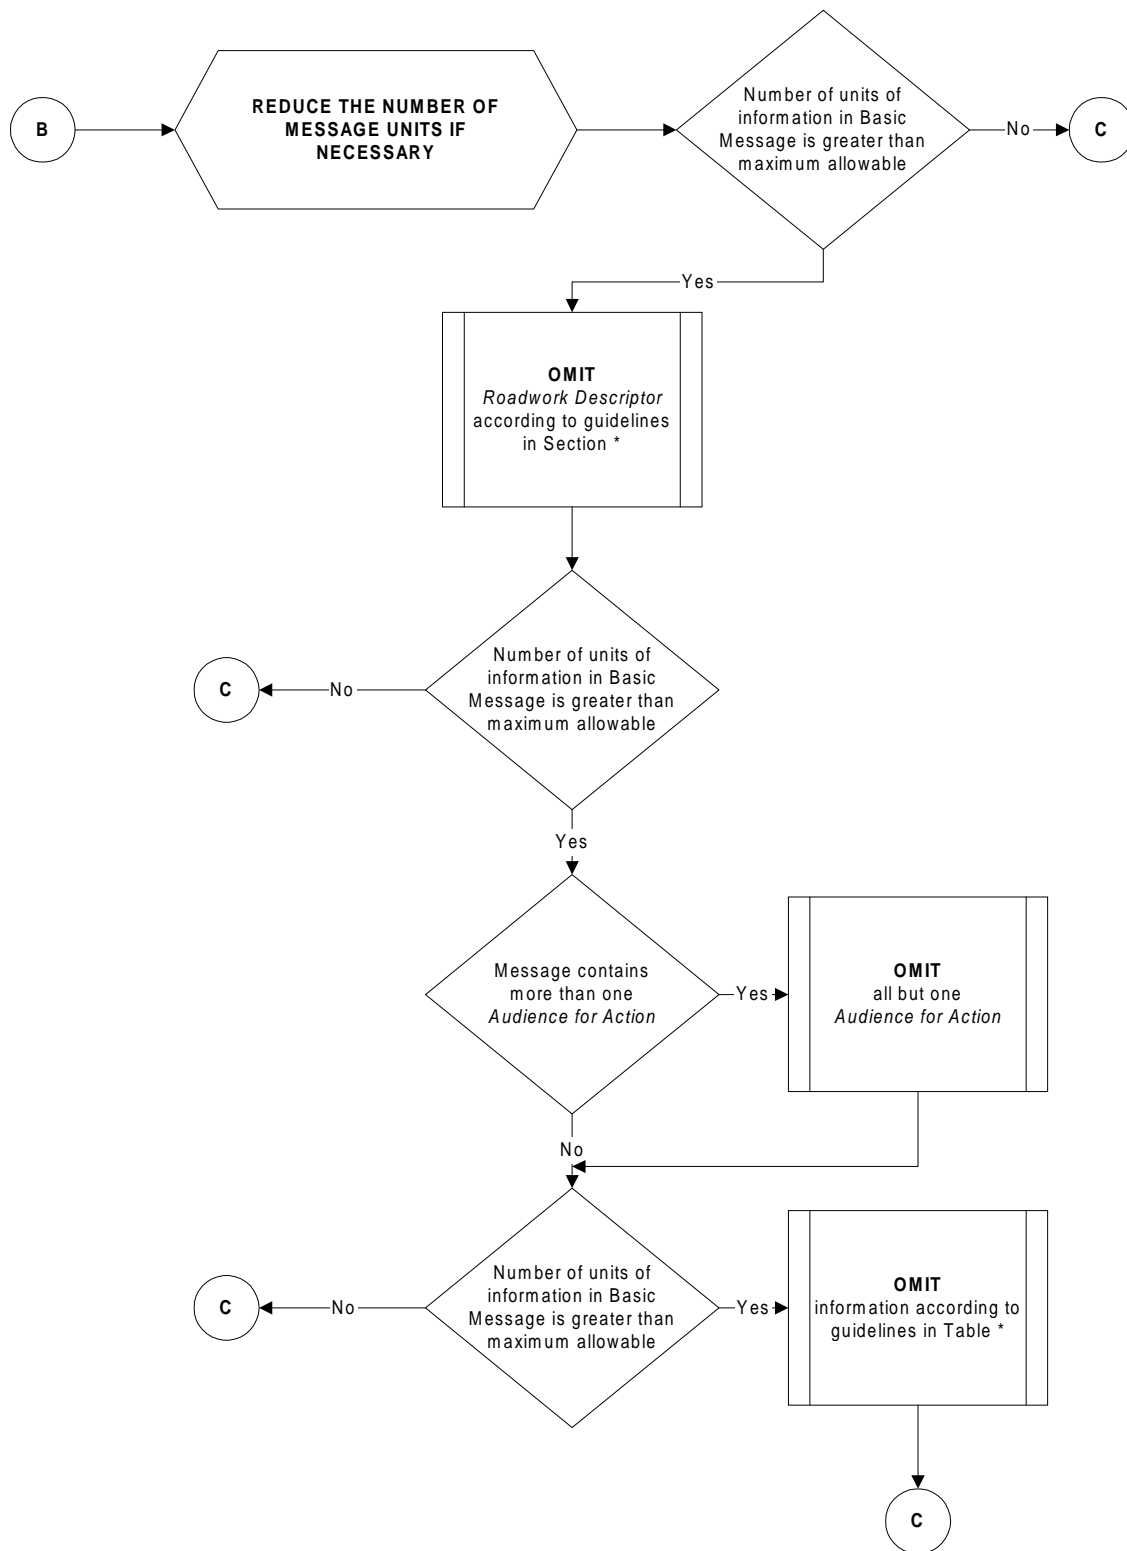 B
REDUCE THE NUMBER OF
MESSAGE UNITS IF
NECESSARY
Number of units of
information in Basic
Message is greater than
maximum allowable
No
C
Yes
OMIT
Roadwork Descriptor
according to guidelines
in Section *
Number of units of
information in Basic
Message is greater than
maximum allowable
No
C
Yes
Message contains
more than one
Audience for Action
Yes
OMIT
all but one
Audience for Action
No
Number of units of
information in Basic
Message is greater than
maximum allowable
No
C
Yes
OMIT
information according to
guidelines in Table *
C